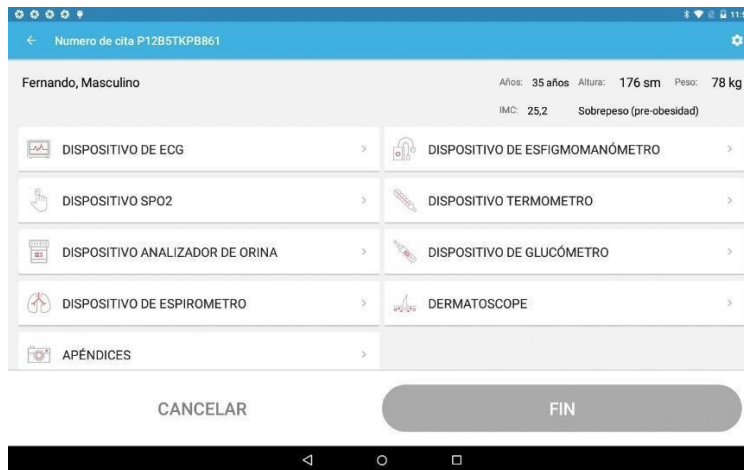 11:5
Numero de cita P12B5TKPB861
Fernando, Masculino
Años: 35 años Altura: 176 sm Peso: 78 kg
IMC: 25,2 Sobrepeso (pre-obesidad)
DISPOSITIVO DE ECG
DISPOSITIVO DE ESFIGMOMANÓMETRO
DISPOSITIVO SPO2
DISPOSITIVO TERMOMETRO
DISPOSITIVO ANALIZADOR DE ORINA
DISPOSITIVO DE GLUCÓMETRO
DISPOSITIVO DE ESPIROMETRO
DERMATOSCOPE
APÉNDICES
CANCELAR
FIN